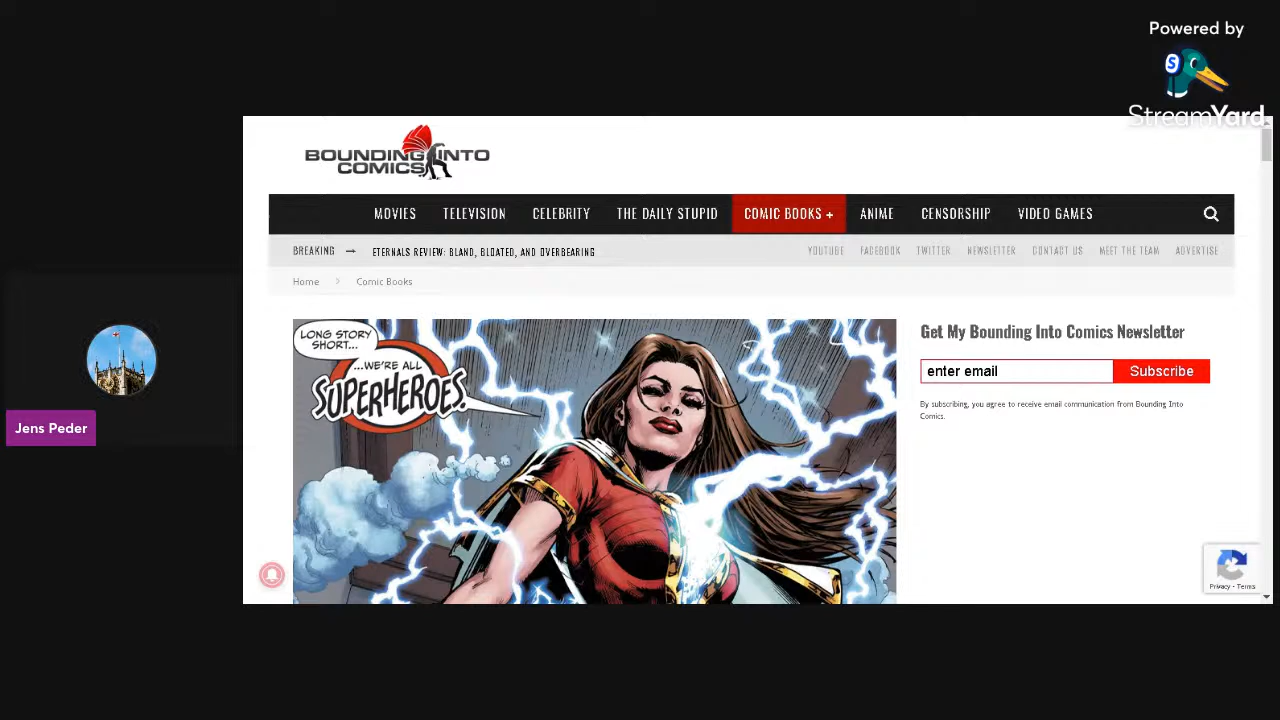 Powered by
StreamYard
BOUNDING INTO
COMICS
MOVIES TELEVISION CELEBRITY THE DAILY STUPID COMIC BOOKS + ANIME CENSORSHIP VIDEO GAMES
BREAKING → ETERNALS REVIEW: BLAND, BLOATED, AND OVERBEARING YOUTUBE FACEBOOK TWITTER NEWSLETTER CONTACT US MEET THE TEAM ADVERTISE
Home > Comic Books
LONG STORY
SHORT...
...WE'RE ALL
SUPERHEROES.
Get My Bounding Into Comics Newsletter
enter email Subscribe
By subscribing, you agree to receive email communication from Bounding Into
Comics.
Jens Peder
Privacy - Terms